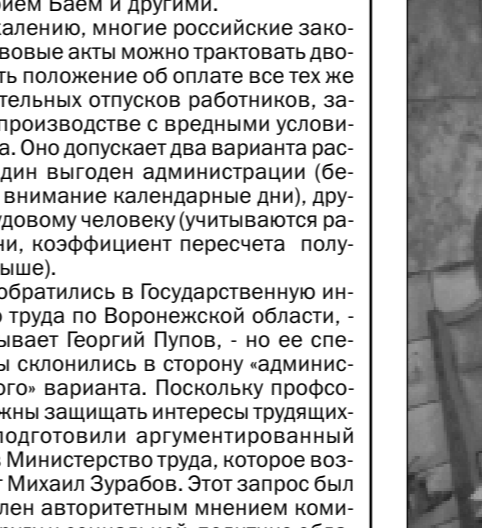 рием Баем и другими.
калению, многие российские зако-
вовые акты можно трактовать дво-
ть положение об оплате все тех же
тельных отпусков работников, за-
производстве с вредными услови-
а. Оно допускает два варианта рас-
дин выгоден администрации (бе-
внимание календарные дни), дру-
удовому человеку (учитываются ра-
ни, коэффициент пересчета полу-
ыше).
обратились в Государственную ин-
о труда по Воронежской области, -
ывает Георгий Пупов, - но ее спе-
ы склонились в сторону «админис-
ого» варианта. Поскольку профсо-
жны защищать интересы трудящих-
подготовили аргументированный
в Министерство труда, которое воз-
т Михаил Зурабов. Этот запрос был
лен авторитетным мнением коми-